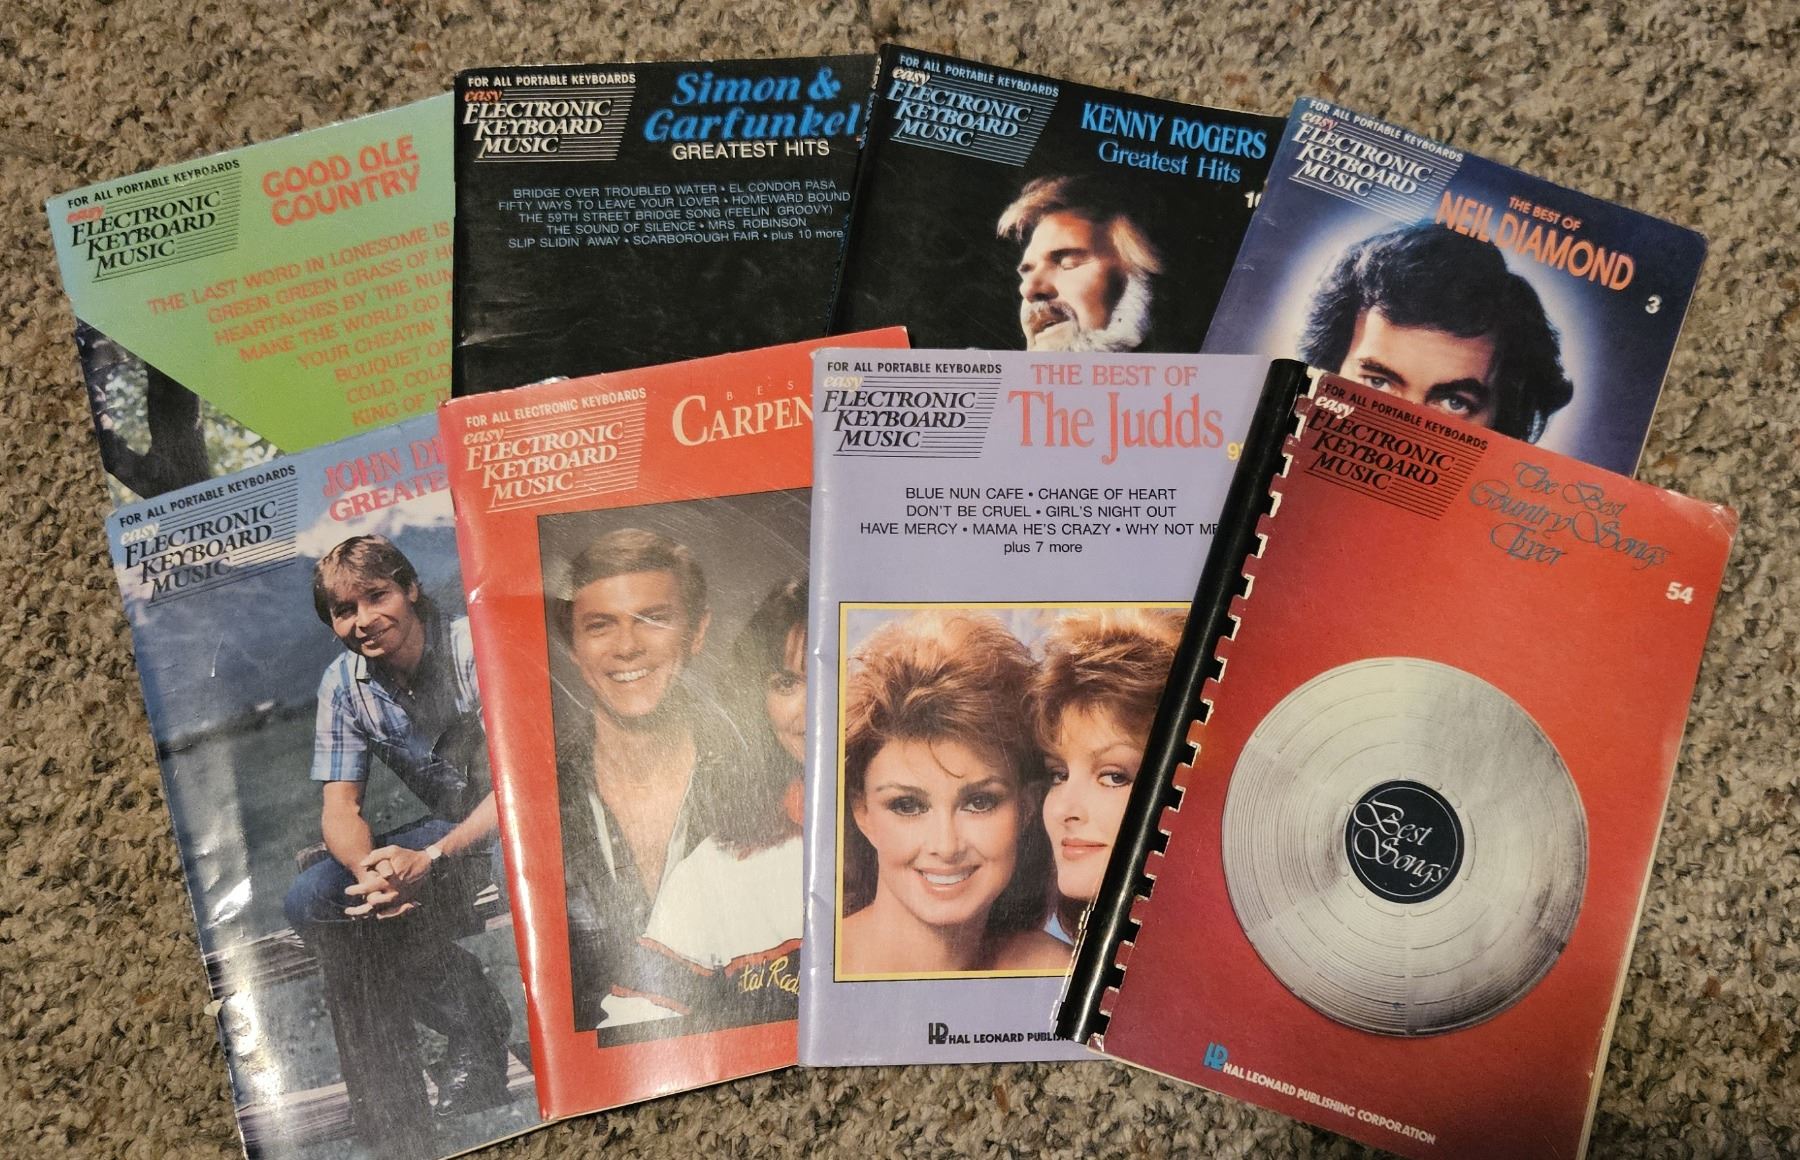 FOR ALL PORTABLE KEYBOARDS
easy
ELECTRONIC
KEYBOARD
MUSIC
GOOD OLE
COUNTRY
THE LAST WORD IN LONESOME IS
GREEN GREEN GRASS OF
HEARTACHES BY THE
MAKE THE WORLD GO
YOUR CHEATIN'
BOUQUET OF
COLD, COLD
KING OF
FOR ALL PORTABLE KEYBOARDS
easy
ELECTRONIC
KEYBOARD
MUSIC
Simon &
Garfunkel
GREATEST HITS
BRIDGE OVER TROUBLED WATER • EL CONDOR PASA
FIFTY WAYS TO LEAVE YOUR LOVER • HOMEWARD BOUND
THE 59TH STREET BRIDGE SONG (FEELIN' GROOVY)
THE SOUND OF SILENCE • MRS. ROBINSON
SLIP SLIDIN' AWAY • SCARBOROUGH FAIR • plus 10 more
FOR ALL PORTABLE KEYBOARDS
easy
ELECTRONIC
KEYBOARD
MUSIC
KENNY ROGERS
Greatest Hits
FOR ALL PORTABLE KEYBOARDS
easy
ELECTRONIC
KEYBOARD
MUSIC
THE BEST OF
NEIL DIAMOND
3
FOR ALL PORTABLE KEYBOARDS
easy
ELECTRONIC
KEYBOARD
MUSIC
JOHN
FOR ALL ELECTRONIC KEYBOARDS
easy
ELECTRONIC
KEYBOARD
MUSIC
BES
CARPEN
FOR ALL PORTABLE KEYBOARDS
easy
ELECTRONIC
KEYBOARD
MUSIC
THE BEST OF
The Judds
BLUE NUN CAFE • CHANGE OF HEART
DON'T BE CRUEL • GIRL'S NIGHT OUT
HAVE MERCY • MAMA HE'S CRAZY • WHY NOT ME
plus 7 more
HAL LEONARD PUBLIS
FOR ALL PORTABLE KEYBOARDS
easy
ELECTRONIC
KEYBOARD
MUSIC
The Best
Country Songs
Ever
54
Best
Songs
HAL LEONARD PUBLISHING CORPORATION